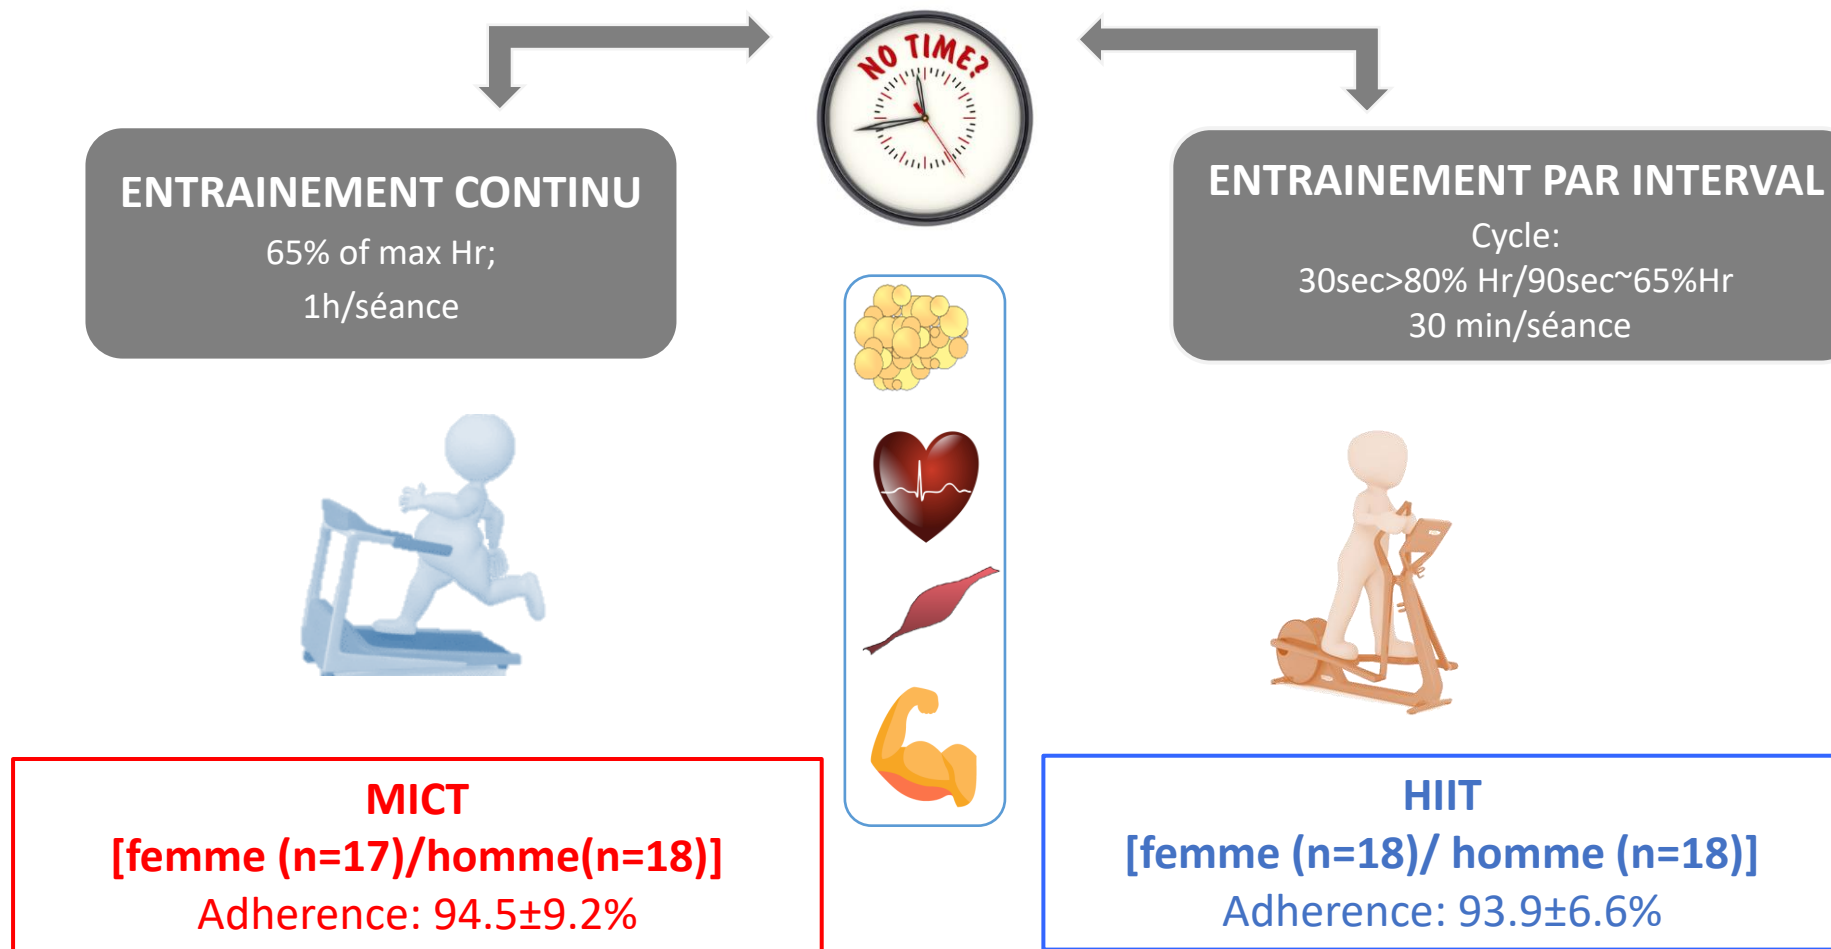 NO TIME?
ENTRAINEMENT CONTINU
65% of max Hr;
1h/séance
ENTRAINEMENT PAR INTERVAL
Cycle:
30sec>80% Hr/90sec~65%Hr
30 min/séance
MICT
[femme (n=17)/homme(n=18)]
Adherence: 94.5±9.2%
HIIT
[femme (n=18)/ homme (n=18)]
Adherence: 93.9±6.6%